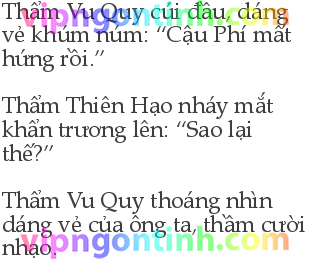 Thẩm Vu Quy cúi đầu, dáng
vẻ khúm núm: “Cậu Phí mất
hứng rồi.”
Thẩm Thiên Hạo nháy mắt
khẩn trương lên: “Sao lại
thế?”
Thẩm Vu Quy thoáng nhìn
dáng vẻ của ông ta, thầm cười
nhạo.
vipngontinh.com
vipngontinh.com